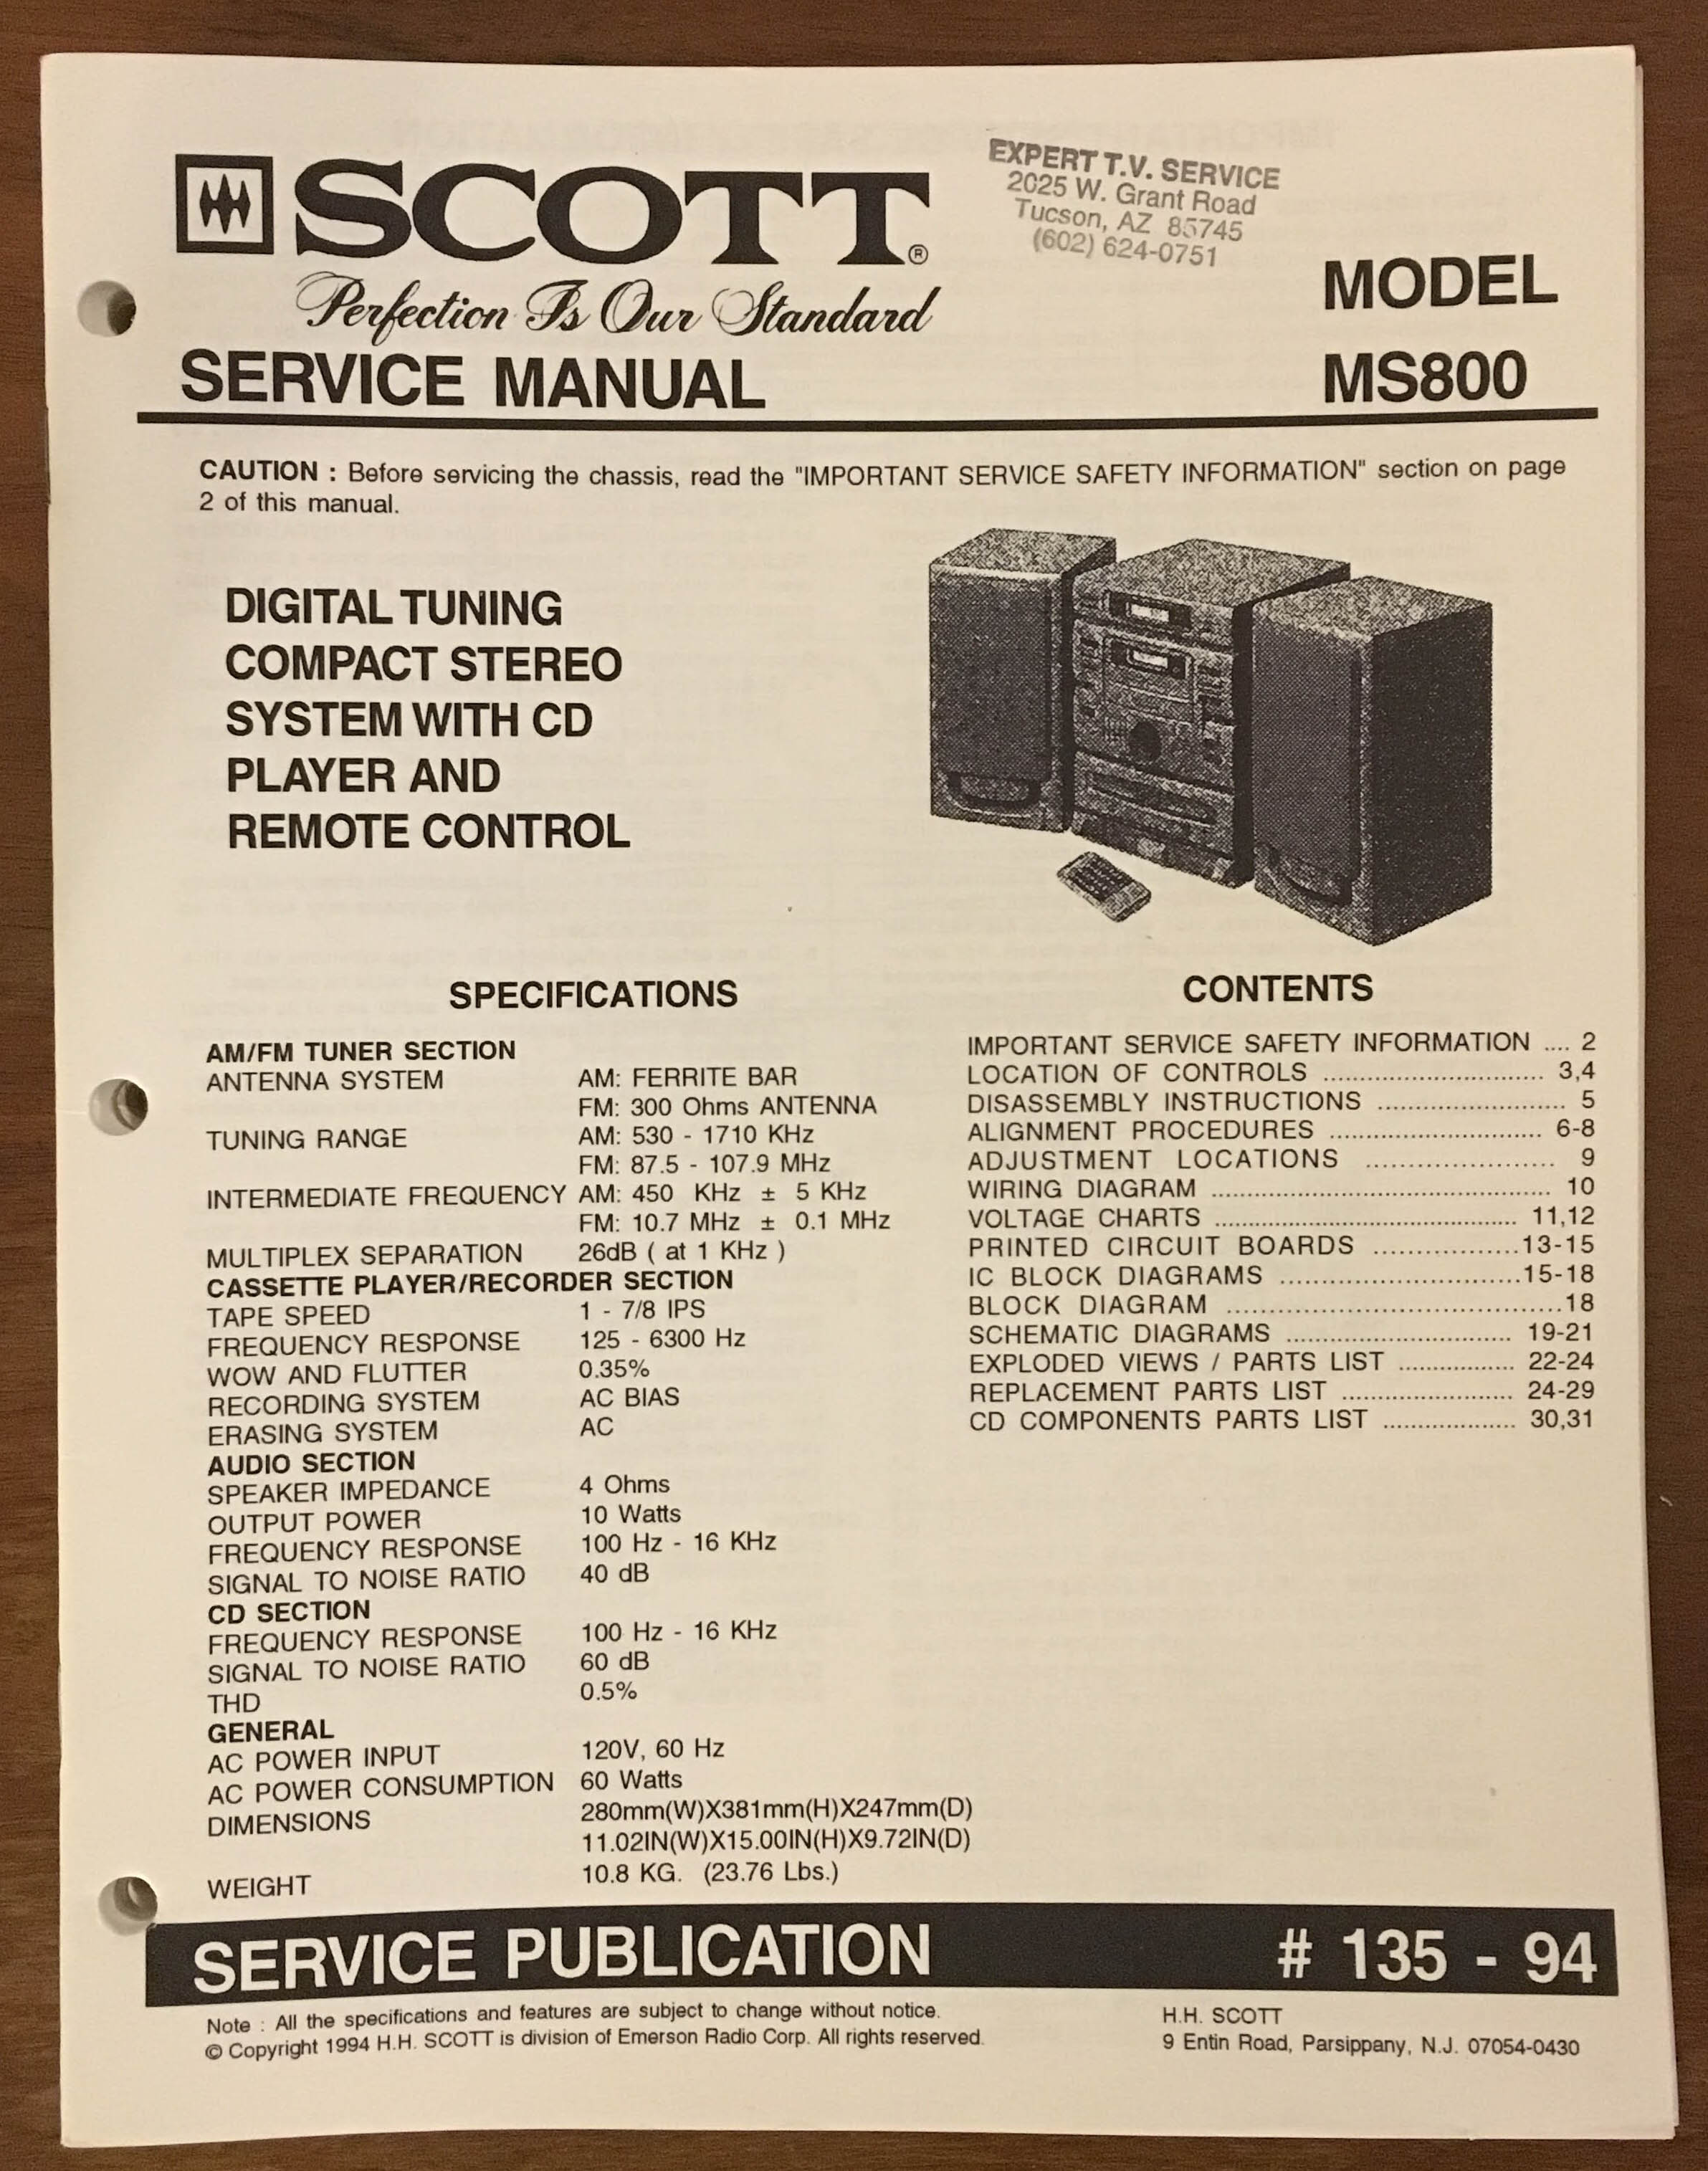 SCOTT®
EXPERT T.V. SERVICE
2025 W. Grant Road
Tucson, AZ 85745
(602) 624-0751
Perfection Is Our Standard
SERVICE MANUAL
MODEL
MS800
CAUTION : Before servicing the chassis, read the "IMPORTANT SERVICE SAFETY INFORMATION" section on page
2 of this manual.
DIGITAL TUNING
COMPACT STEREO
SYSTEM WITH CD
PLAYER AND
REMOTE CONTROL
SPECIFICATIONS
AM/FM TUNER SECTION
ANTENNA SYSTEM AM: FERRITE BAR
FM: 300 Ohms ANTENNA
TUNING RANGE AM: 530 - 1710 KHz
FM: 87.5 - 107.9 MHz
INTERMEDIATE FREQUENCY AM: 450 KHz ± 5 KHz
FM: 10.7 MHz ± 0.1 MHz
MULTIPLEX SEPARATION 26dB ( at 1 KHz )
CASSETTE PLAYER/RECORDER SECTION
TAPE SPEED 1 - 7/8 IPS
FREQUENCY RESPONSE 125 - 6300 Hz
WOW AND FLUTTER 0.35%
RECORDING SYSTEM AC BIAS
ERASING SYSTEM AC
AUDIO SECTION
SPEAKER IMPEDANCE 4 Ohms
OUTPUT POWER 10 Watts
FREQUENCY RESPONSE 100 Hz - 16 KHz
SIGNAL TO NOISE RATIO 40 dB
CD SECTION
FREQUENCY RESPONSE 100 Hz - 16 KHz
SIGNAL TO NOISE RATIO 60 dB
THD 0.5%
GENERAL
AC POWER INPUT 120V, 60 Hz
AC POWER CONSUMPTION 60 Watts
DIMENSIONS 280mm(W)X381mm(H)X247mm(D)
11.02IN(W)X15.00IN(H)X9.72IN(D)
WEIGHT 10.8 KG. (23.76 Lbs.)
CONTENTS
IMPORTANT SERVICE SAFETY INFORMATION .... 2
LOCATION OF CONTROLS .............................. 3,4
DISASSEMBLY INSTRUCTIONS ......................... 5
ALIGNMENT PROCEDURES ............................. 6-8
ADJUSTMENT LOCATIONS .......................... 9
WIRING DIAGRAM ............................................... 10
VOLTAGE CHARTS .......................................... 11,12
PRINTED CIRCUIT BOARDS .................13-15
IC BLOCK DIAGRAMS ................................15-18
BLOCK DIAGRAM .......................................18
SCHEMATIC DIAGRAMS .............................. 19-21
EXPLODED VIEWS / PARTS LIST ................ 22-24
REPLACEMENT PARTS LIST ........................ 24-29
CD COMPONENTS PARTS LIST ................... 30,31
SERVICE PUBLICATION # 135 - 94
Note : All the specifications and features are subject to change without notice.
© Copyright 1994 H.H. SCOTT is division of Emerson Radio Corp. All rights reserved.
H.H. SCOTT
9 Entin Road, Parsippany, N.J. 07054-0430